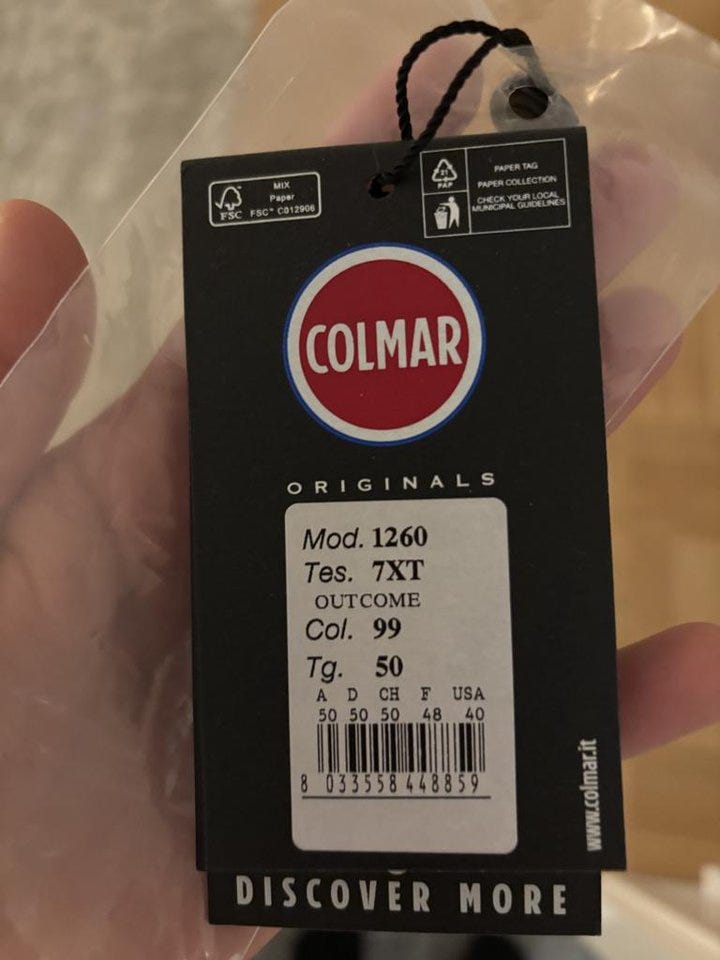 MIX
Paper
FSC™ C012906
FSC
21
PAP
PAPER TAG
PAPER COLLECTION
CHECK YOUR LOCAL
MUNICIPAL GUIDELINES
COLMAR
ORIGINALS
Mod. 1260
Tes. 7XT
OUTCOME
Col. 99
Tg. 50
A D CH F USA
50 50 50 48 40
8 033558 448859
www.colmar.it
DISCOVER MORE